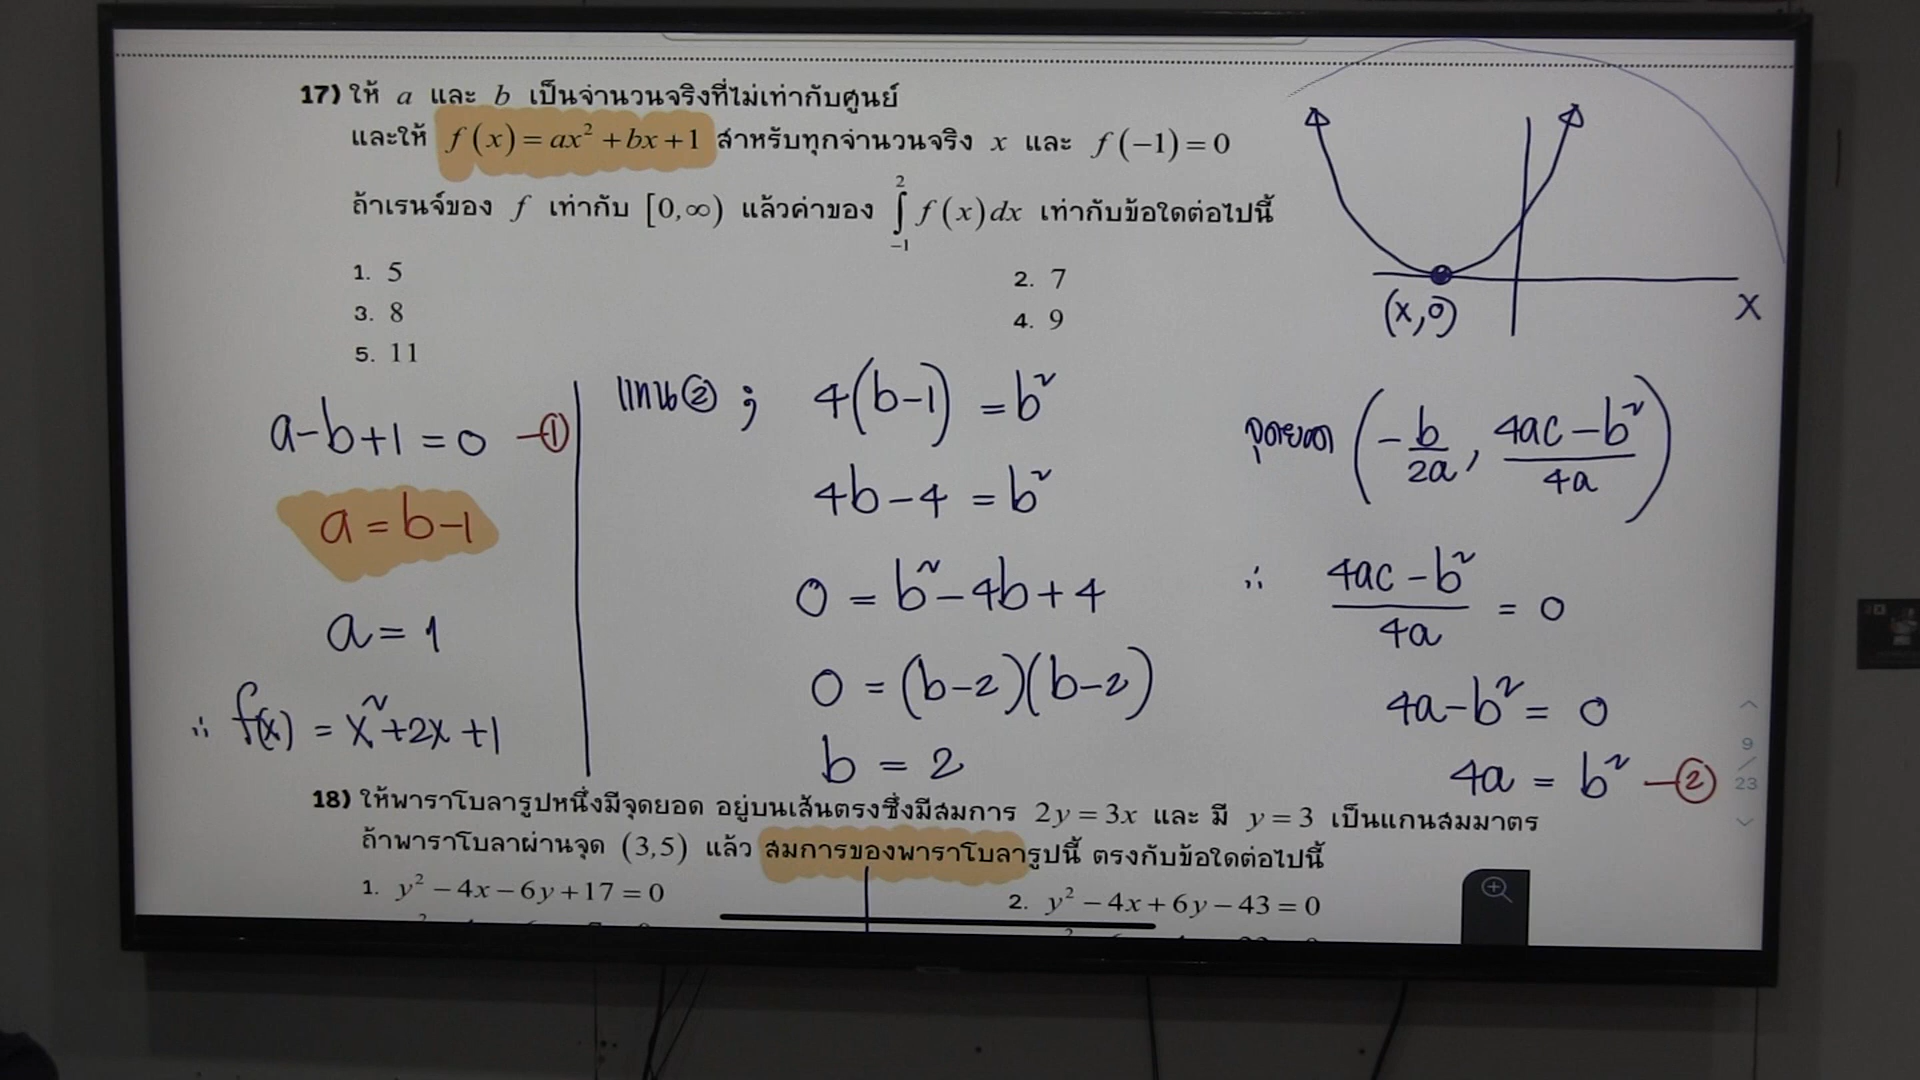 17) ให้ a และ b เป็นจำนวนจริงที่ไม่เท่ากับศูนย์
และให้ f(x) = ax² + bx + 1 สำหรับทุกจำนวนจริง x และ f(−1) = 0
ถ้าเรนจ์ของ f เท่ากับ [0,∞) แล้วค่าของ ∫₋₁² f(x)dx เท่ากับข้อใดต่อไปนี้
1. 5
2. 7
3. 8
4. 9
5. 11
(x,0)
X
a-b+1 = 0 —①
a = b-1
a = 1
∴ f(x) = x²+2x+1
แทน② ; 4(b-1) = b²
4b-4 = b²
0 = b²-4b+4
0 = (b-2)(b-2)
b = 2
จุดยอด (-b/2a, (4ac-b²)/4a)
∴ (4ac-b²)/4a = 0
4a-b² = 0
4a = b² —②
9
/
23
18) ให้พาราโบลารูปหนึ่งมีจุดยอด อยู่บนเส้นตรงซึ่งมีสมการ 2y = 3x และ มี y = 3 เป็นแกนสมมาตร
ถ้าพาราโบลาผ่านจุด (3,5) แล้ว สมการของพาราโบลารูปนี้ ตรงกับข้อใดต่อไปนี้
1. y² − 4x − 6y + 17 = 0
2. y² − 4x + 6y − 43 = 0